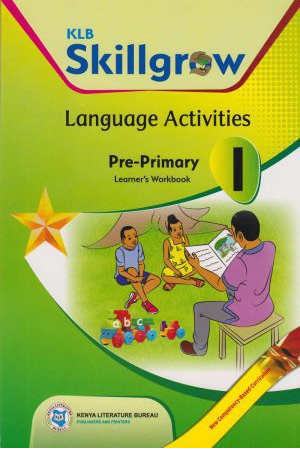 KLB
Skillgrow
Language Activities
Pre-Primary 1
Learner's Workbook
New Competency-Based Curriculum
KENYA LITERATURE BUREAU
PUBLISHERS AND PRINTERS